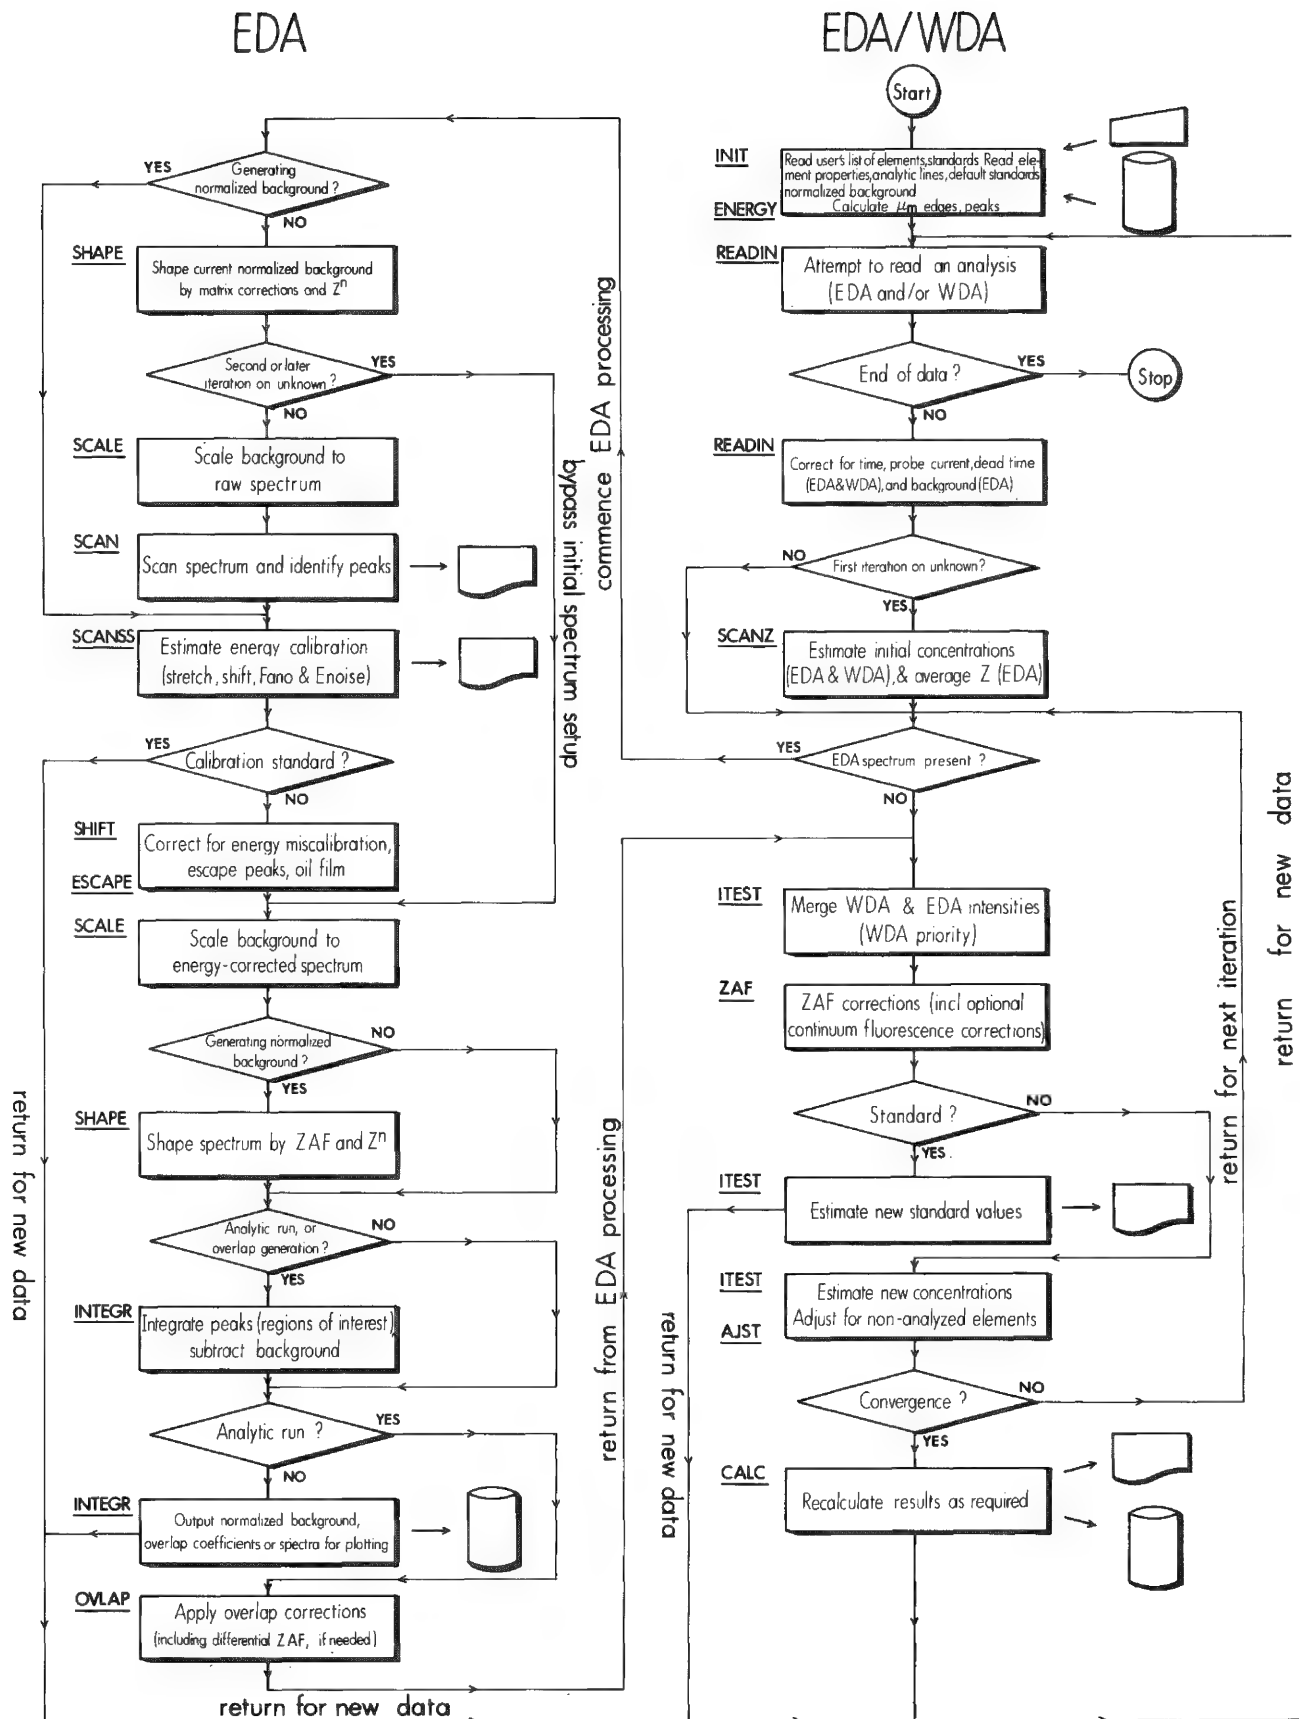 EDA
YES
Generating
normalized background ?
NO
SHAPE
Shape current normalized background
by matrix corrections and Zⁿ
Second or later
iteration on unknown ?
YES
NO
SCALE
Scale background to
raw spectrum
SCAN
Scan spectrum and identify peaks
SCANSS
Estimate energy calibration
(stretch, shift, Fano & Enoise)
YES
Calibration standard ?
NO
SHIFT
Correct for energy miscalibration,
escape peaks, oil film
ESCAPE
SCALE
Scale background to
energy-corrected spectrum
Generating normalized
background ?
NO
YES
SHAPE
Shape spectrum by ZAF and Zⁿ
Analytic run, or
overlap generation ?
NO
YES
INTEGR
Integrate peaks (regions of interest),
subtract background
Analytic run ?
YES
NO
INTEGR
Output normalized background,
overlap coefficients or spectra for plotting
OVLAP
Apply overlap corrections
(including differential ZAF, if needed)
return for new data
return for new data
bypass initial spectrum setup
commence EDA processing
return from EDA processing
EDA/WDA
Start
INIT
Read user's list of elements,standards Read ele-
ment properties,analytic lines,default standards
normalized background
ENERGY
Calculate μm edges, peaks
READIN
Attempt to read an analysis
(EDA and/or WDA)
End of data ?
YES
Stop
NO
READIN
Correct for time, probe current,dead time
(EDA&WDA), and background (EDA)
NO
First iteration on unknown?
YES
SCANZ
Estimate initial concentrations
(EDA & WDA),& average Z (EDA)
YES
EDA spectrum present ?
NO
ITEST
Merge WDA & EDA intensities
(WDA priority)
ZAF
ZAF corrections (incl optional
continuum fluorescence corrections)
Standard ?
NO
YES.
ITEST
Estimate new standard values
ITEST
Estimate new concentrations
Adjust for non-analyzed elements
AJST
Convergence ?
NO
YES
CALC
Recalculate results as required
return for new data
return for next iteration
return for new data